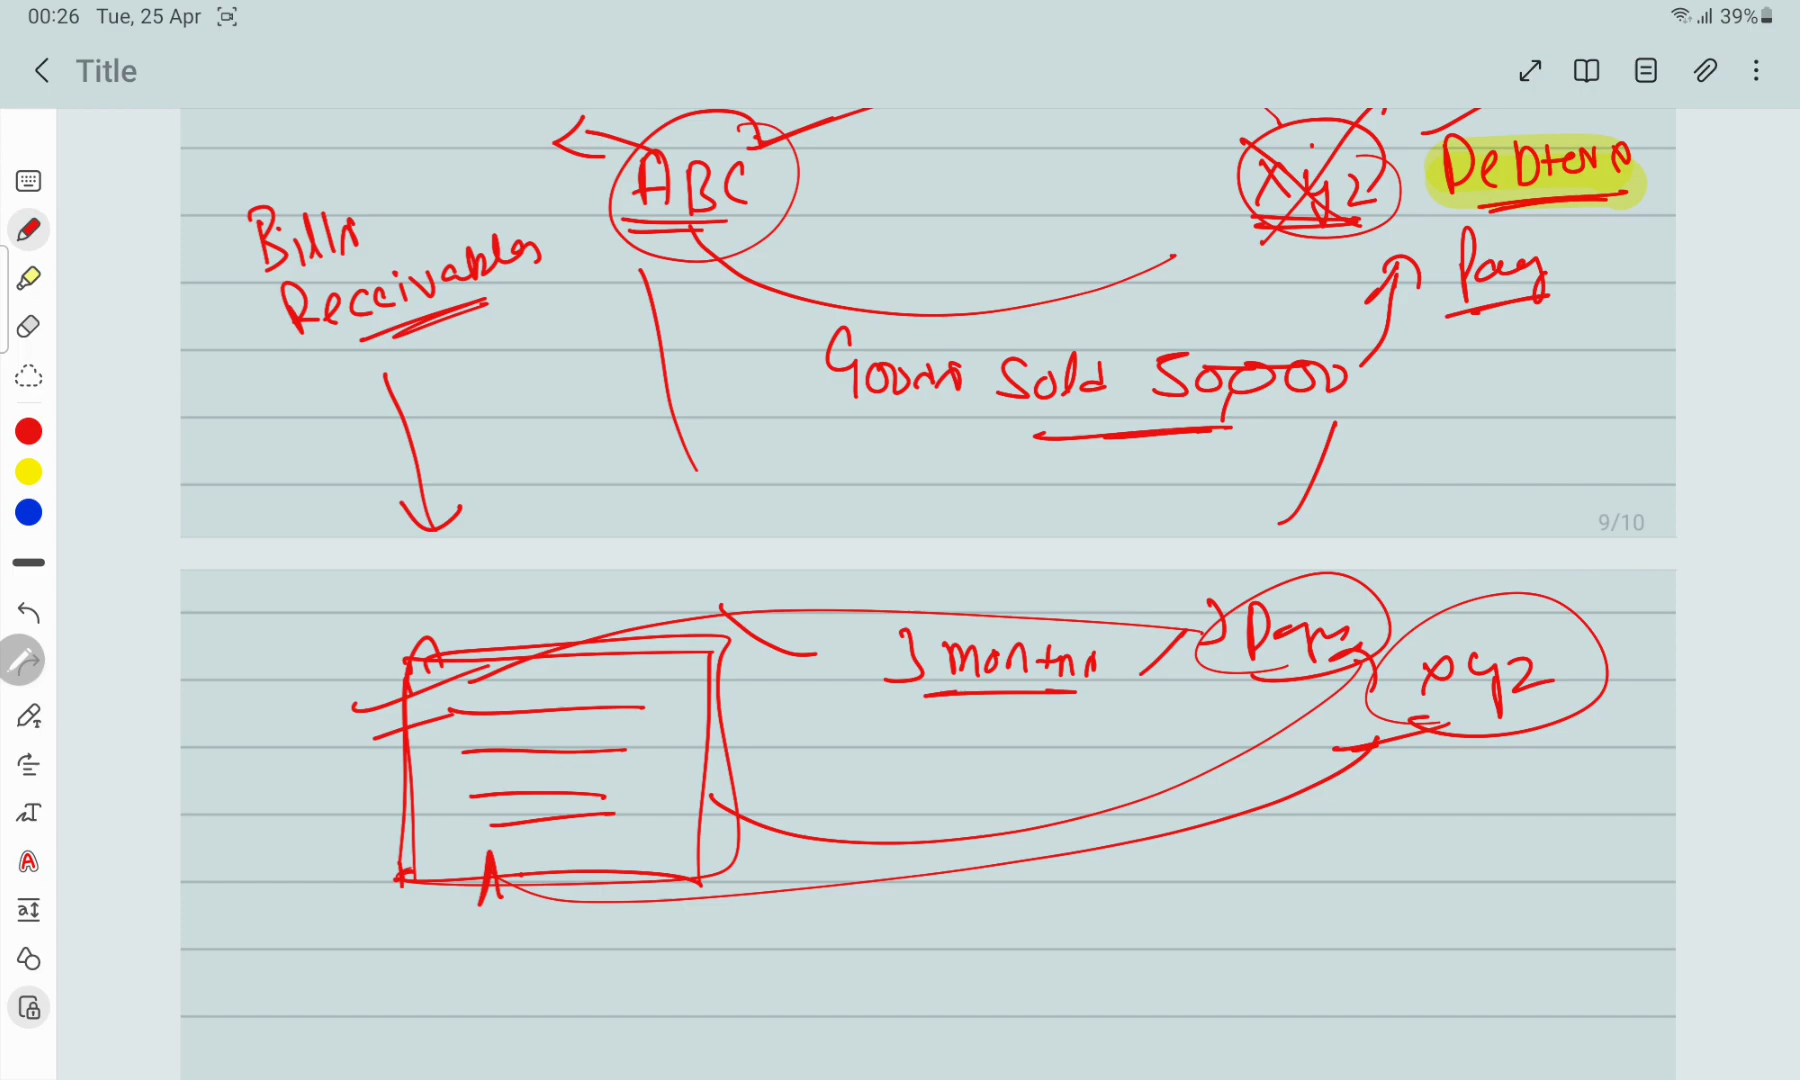 00:26 Tue, 25 Apr 39%
Title
ABC
xyz
Debtors
Bills
Receivables
Pay
Goods Sold 50000
9/10
3 months
Days
xyz